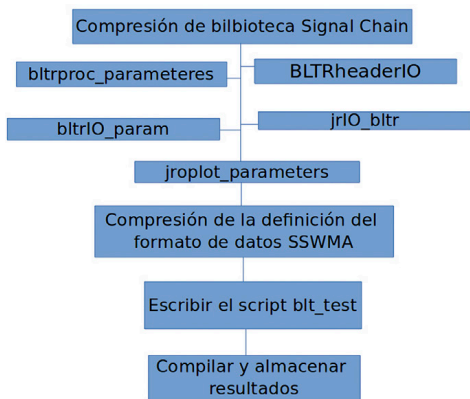 Compresión de bilbioteca Signal Chain
bltrproc_parameteres
BLTRheaderIO
bltrIO_param
jrIO_bltr
jroplot_parameters
Compresión de la definición del
formato de datos SSWMA
Escribir el script blt_test
Compilar y almacenar
resultados